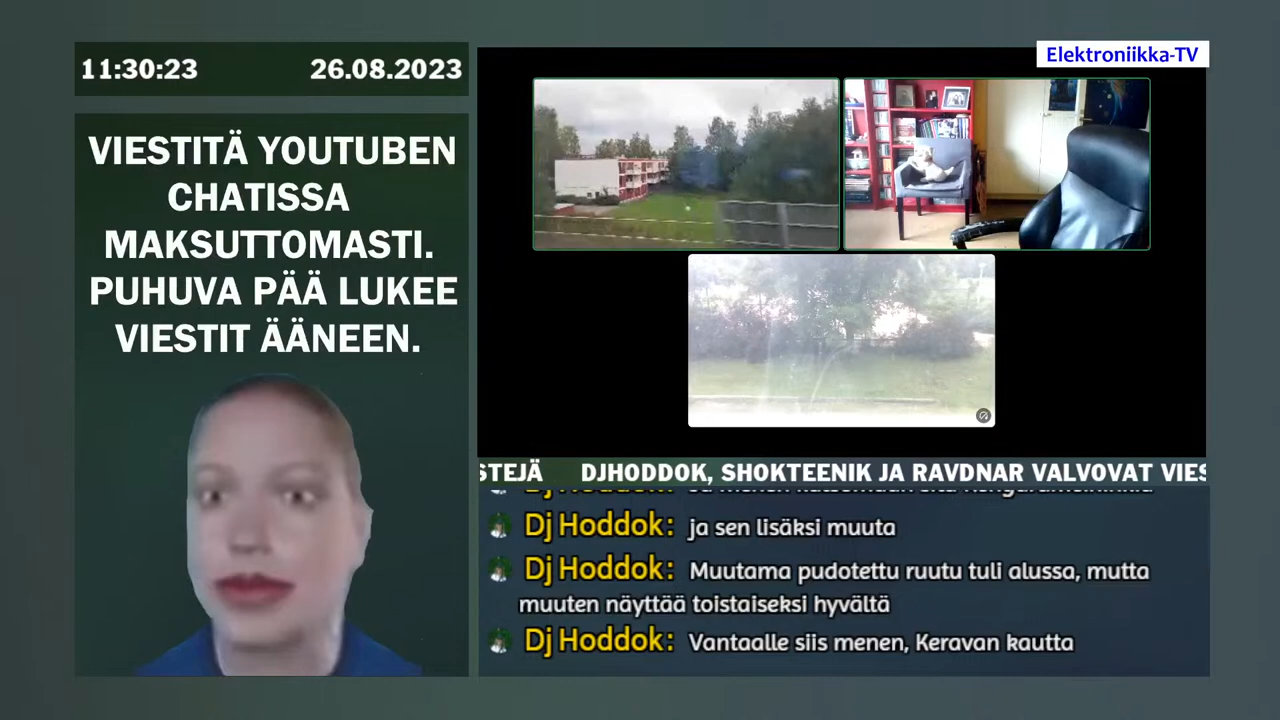 11:30:23 26.08.2023
Elektroniikka-TV
VIESTITÄ YOUTUBEN
CHATISSA
MAKSUTTOMASTI.
PUHUVA PÄÄ LUKEE
VIESTIT ÄÄNEEN.
STEJÄ DJHODDOK, SHOKTEENIK JA RAVDNAR VALVOVAT VIES
Dj Hoddok:
Dj Hoddok: ja sen lisäksi muuta
Dj Hoddok: Muutama pudotettu ruutu tuli alussa, mutta
muuten näyttää toistaiseksi hyvältä
Dj Hoddok: Vantaalle siis menen, Keravan kautta